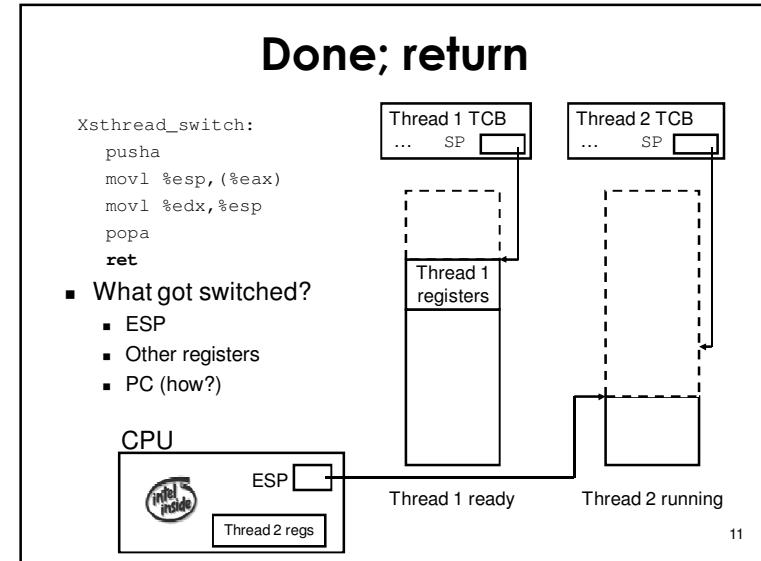 Done; return
Xsthread_switch:
pusha
movl %esp,(%eax)
movl %edx,%esp
popa
ret
▪ What got switched?
▪ ESP
▪ Other registers
▪ PC (how?)
Thread 1 TCB
... SP
Thread 2 TCB
... SP
Thread 1
registers
CPU
intel
inside
ESP
Thread 2 regs
Thread 1 ready
Thread 2 running
11